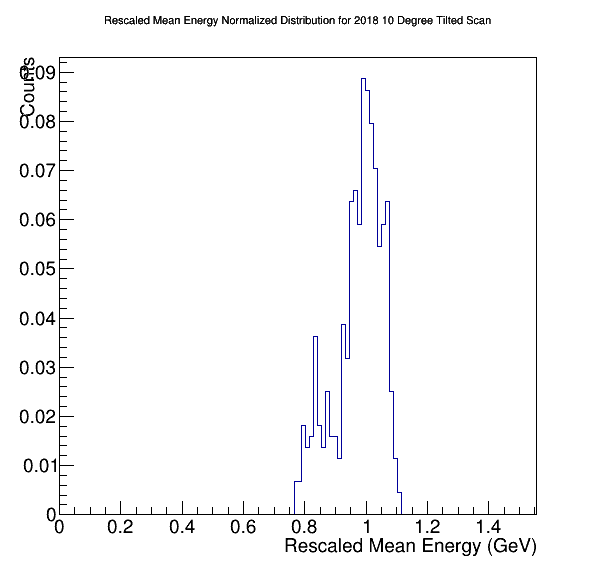 Rescaled Mean Energy Normalized Distribution for 2018 10 Degree Tilted Scan
Counts
0.09
0.08
0.07
0.06
0.05
0.04
0.03
0.02
0.01
0
0 0.2 0.4 0.6 0.8 1 1.2 1.4
Rescaled Mean Energy (GeV)